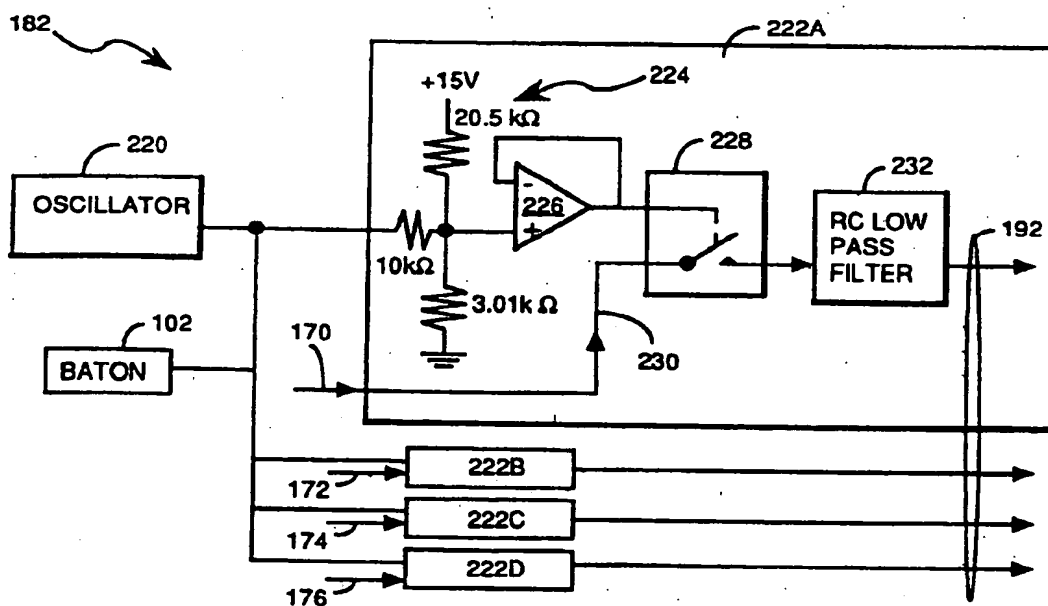 182
222A
+15V
224
20.5 kΩ
220
228
232
OSCILLATOR
-
226
+
RC LOW
PASS
FILTER
192
10kΩ
3.01k Ω
102
170
230
BATON
222B
172
222C
174
222D
176